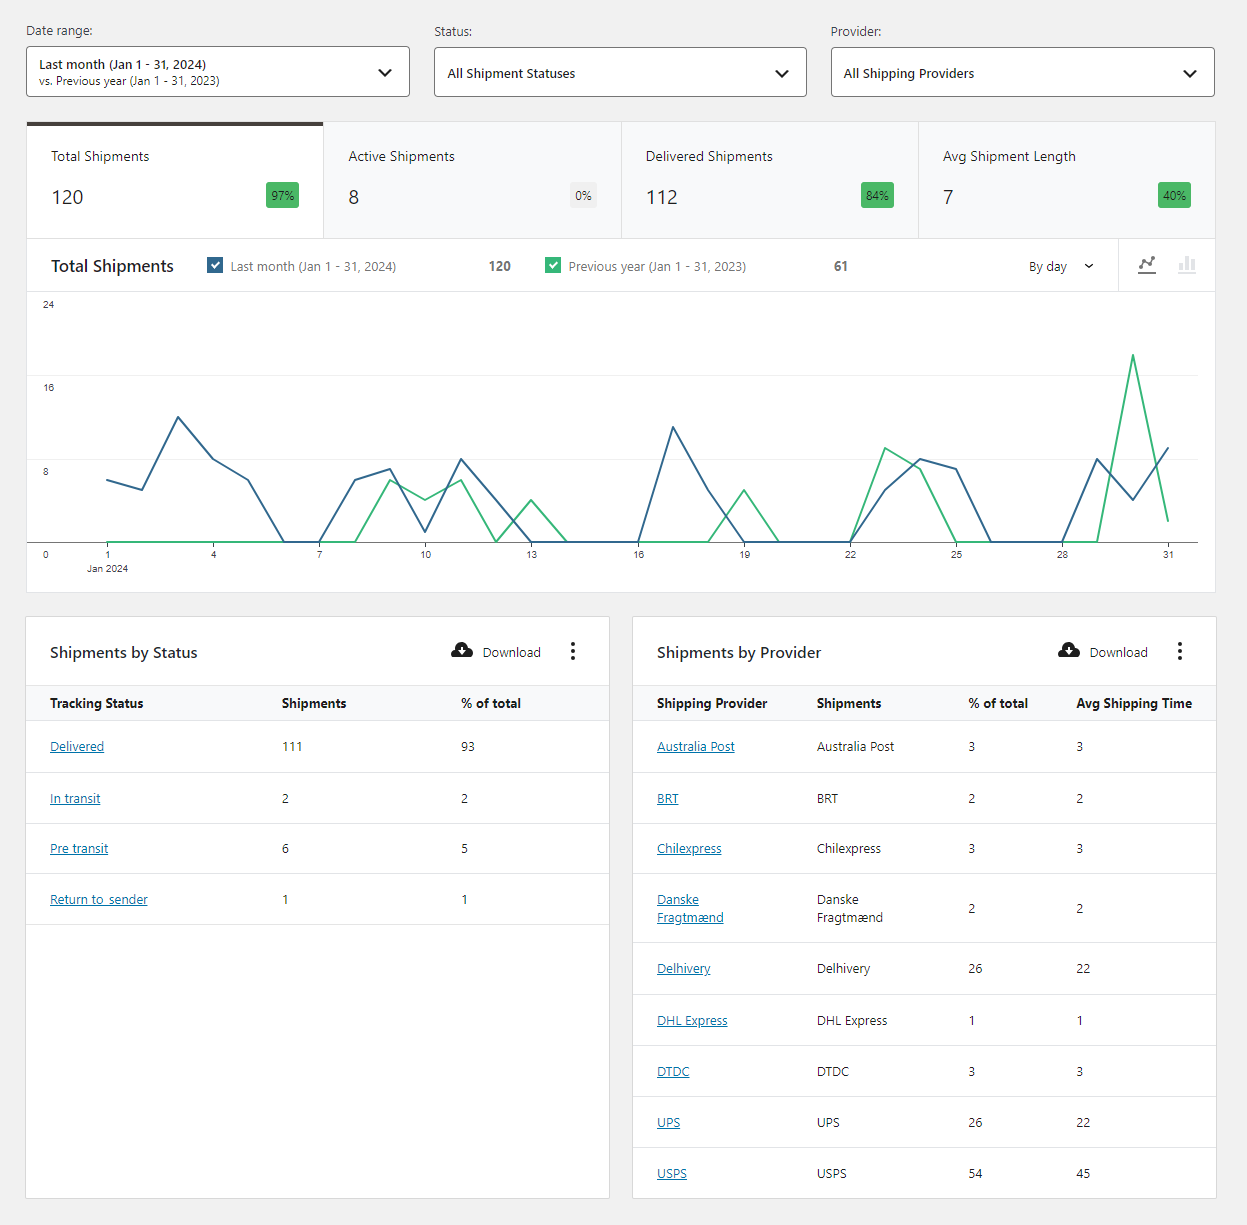 Date range:
Status:
Provider:
Last month (Jan 1 - 31, 2024)
vs. Previous year (Jan 1 - 31, 2023)
All Shipment Statuses
All Shipping Providers
Total Shipments
Active Shipments
Delivered Shipments
Avg Shipment Length
120 97%
8 0%
112 84%
7 40%
Total Shipments Last month (Jan 1 - 31, 2024) 120 Previous year (Jan 1 - 31, 2023) 61 By day
24
16
8
0 1 4 7 10 13 16 19 22 25 28 31
Jan 2024
Shipments by Status Download
Tracking Status Shipments % of total
Delivered 111 93
In transit 2 2
Pre transit 6 5
Return to sender 1 1
Shipments by Provider Download
Shipping Provider Shipments % of total Avg Shipping Time
Australia Post Australia Post 3 3
BRT BRT 2 2
Chilexpress Chilexpress 3 3
Danske Danske
Fragtmænd Fragtmænd 2 2
Delhivery Delhivery 26 22
DHL Express DHL Express 1 1
DTDC DTDC 3 3
UPS UPS 26 22
USPS USPS 54 45